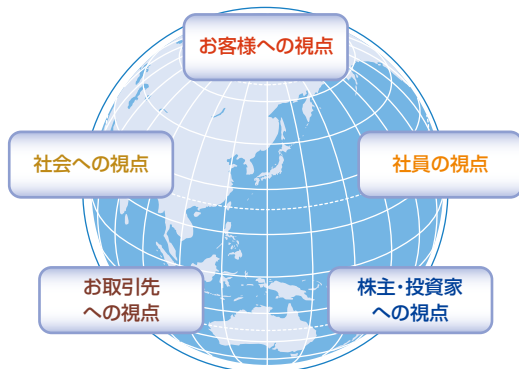 お客様への視点
社会への視点
社員の視点
お取引先
への視点
株主・投資家
への視点